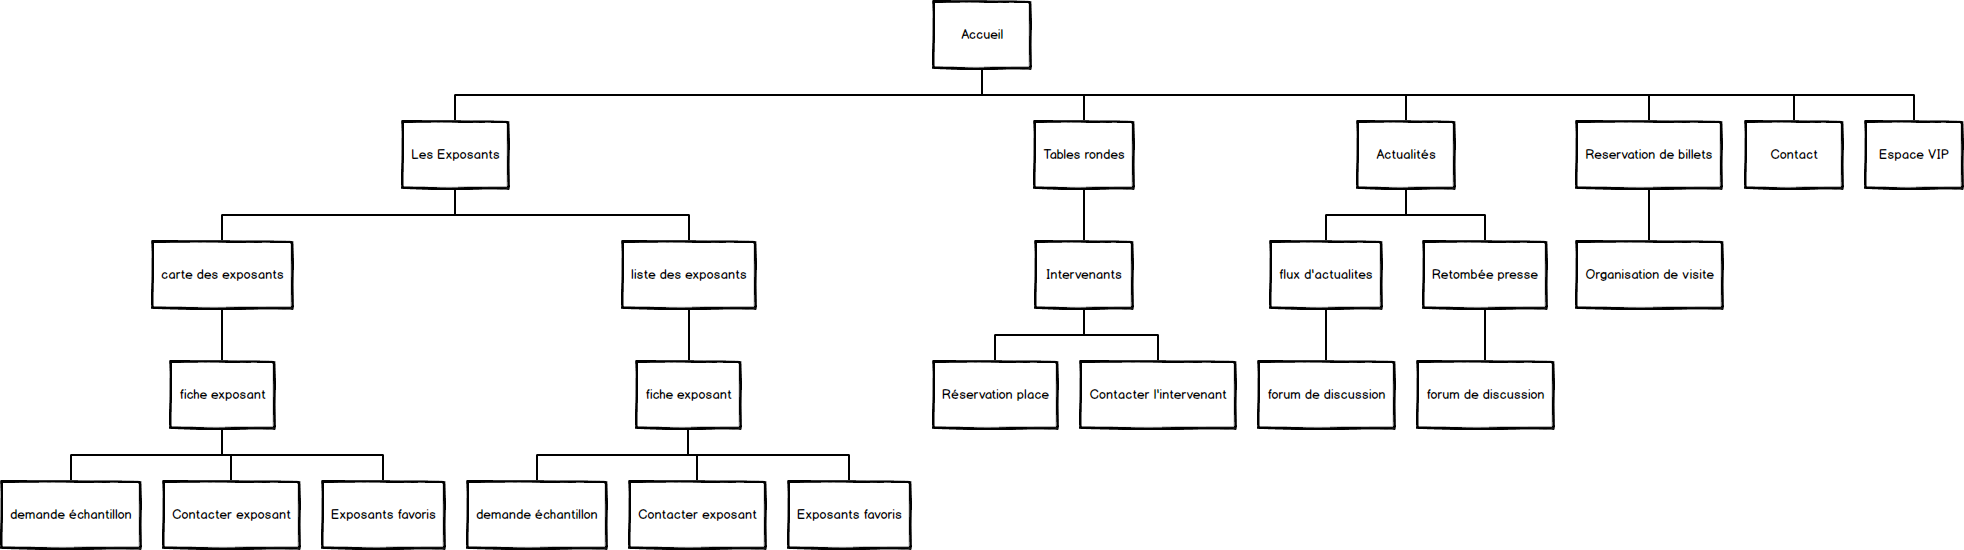 Accueil
Les Exposants
Tables rondes
Actualités
Reservation de billets
Contact
Espace VIP
carte des exposants
liste des exposants
Intervenants
flux d'actualites
Retombée presse
Organisation de visite
fiche exposant
fiche exposant
Réservation place
Contacter l'intervenant
forum de discussion
forum de discussion
demande échantillon
Contacter exposant
Exposants favoris
demande échantillon
Contacter exposant
Exposants favoris